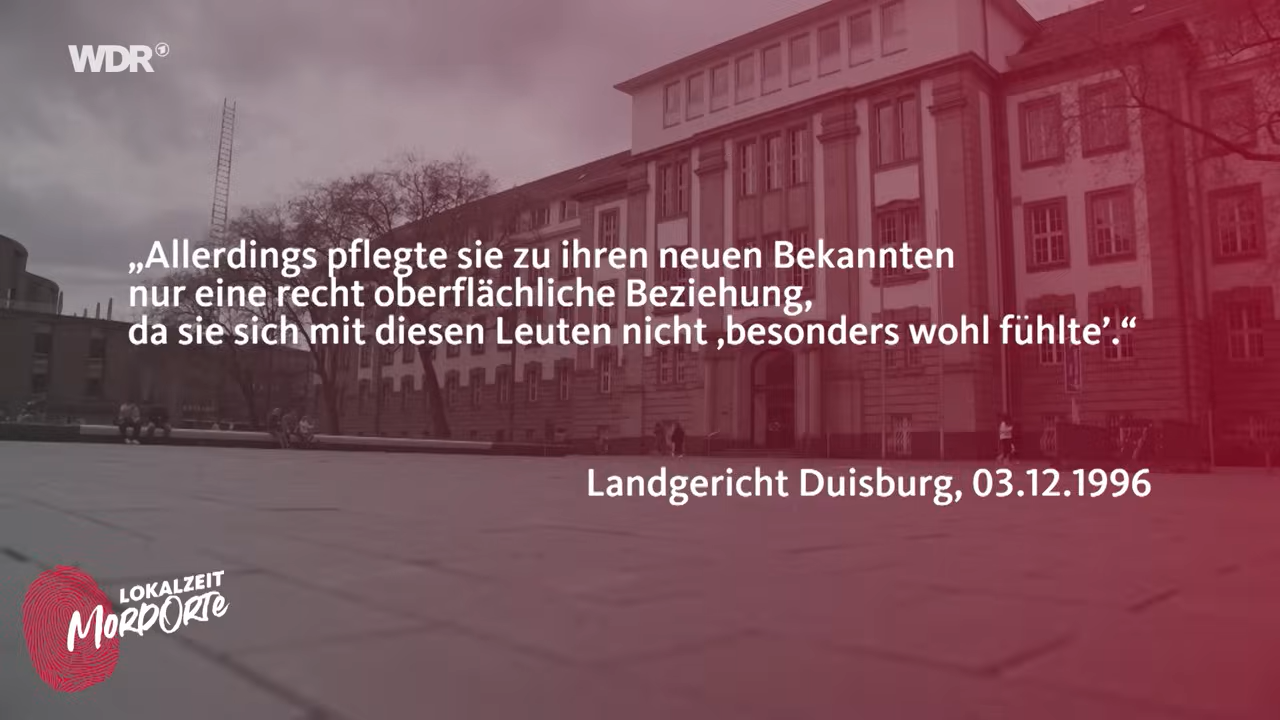 WDR
„Allerdings pflegte sie zu ihren neuen Bekannten
nur eine recht oberflächliche Beziehung,
da sie sich mit diesen Leuten nicht ‚besonders wohl fühlte’.“
Landgericht Duisburg, 03.12.1996
LOKALZEIT
MORDORTE